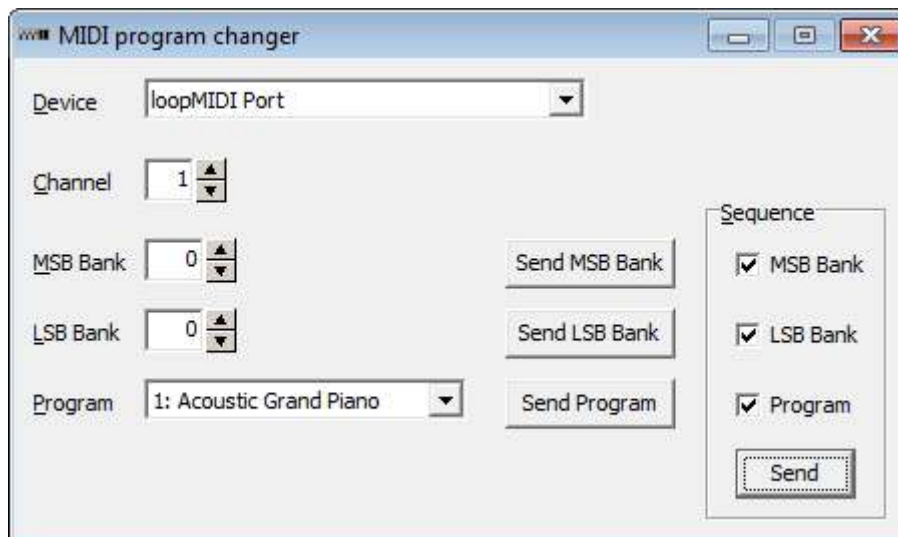 MIDI program changer
Device loopMIDI Port
Channel 1
Sequence
MSB Bank 0 Send MSB Bank MSB Bank
LSB Bank 0 Send LSB Bank LSB Bank
Program 1: Acoustic Grand Piano Send Program Program
Send